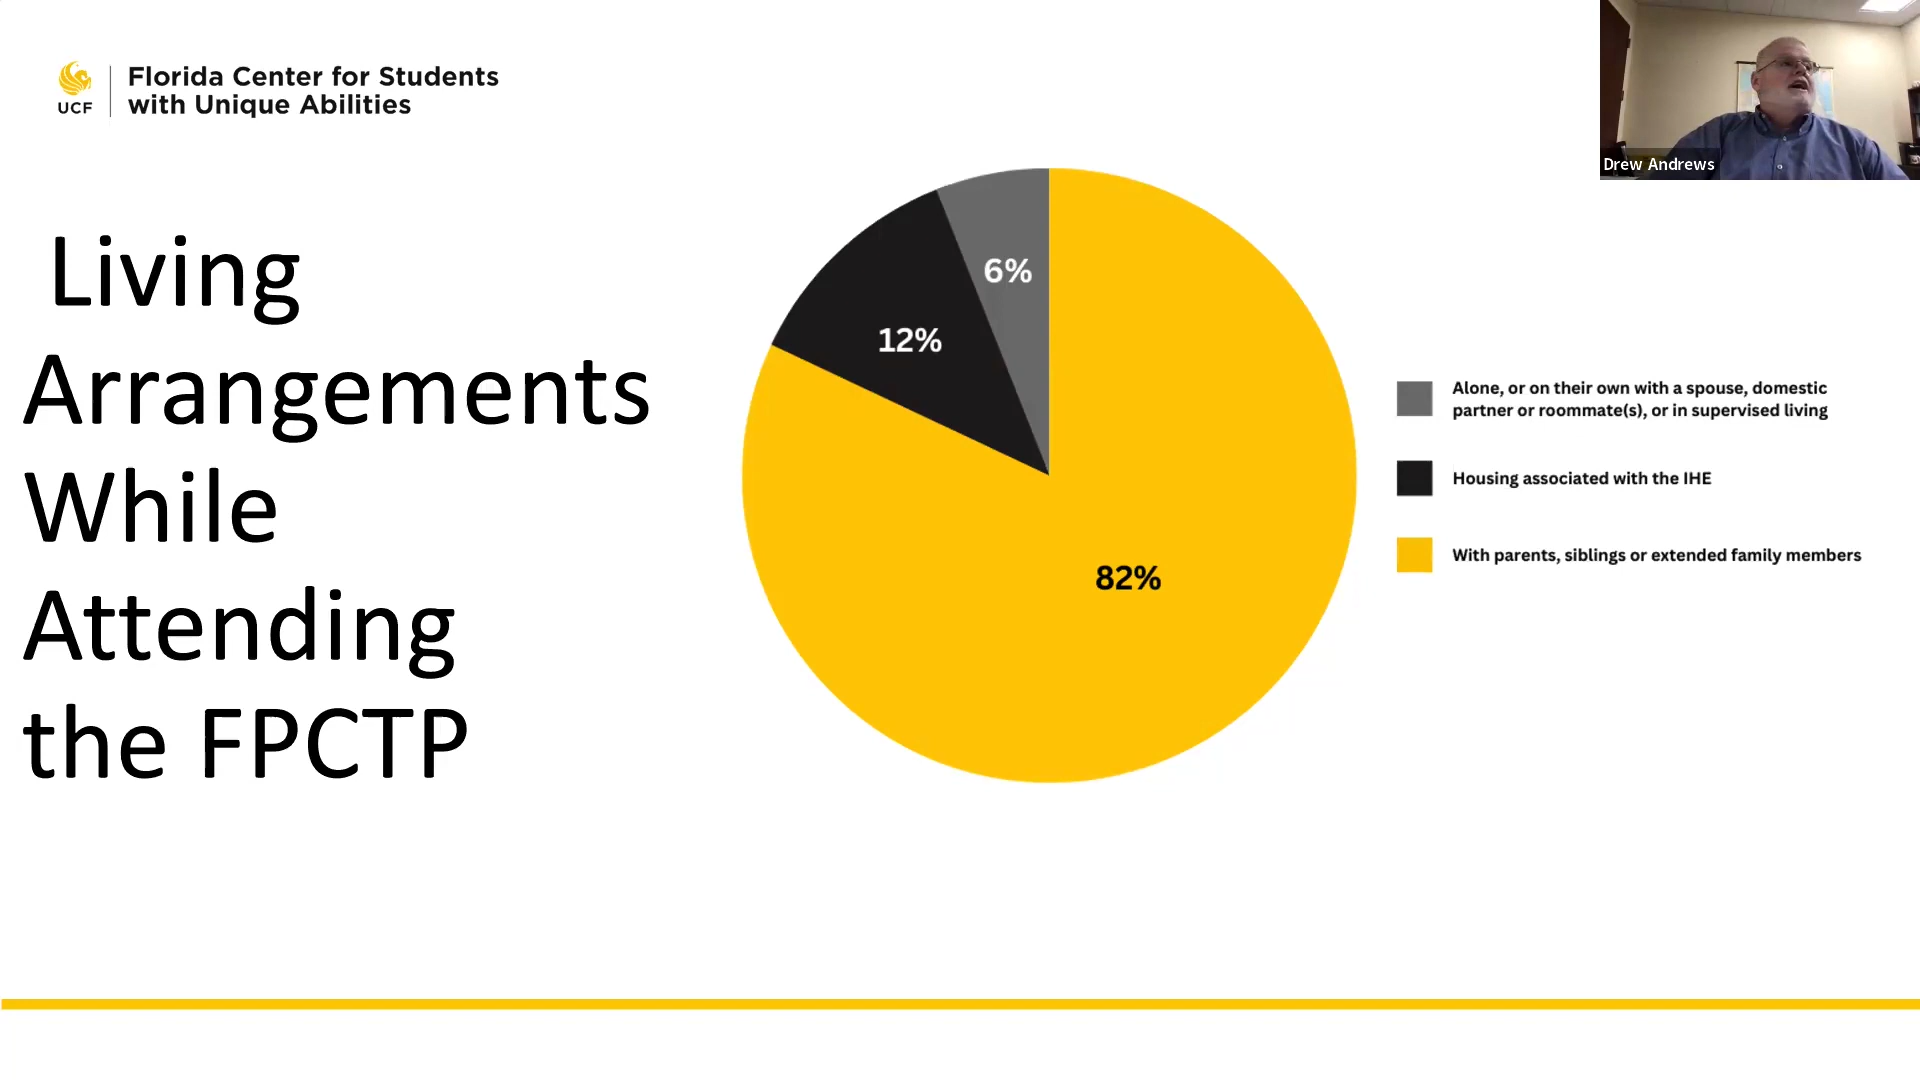 UCF
Florida Center for Students
with Unique Abilities
Drew Andrews
Living
Arrangements
While
Attending
the FPCTP
6%
12%
82%
Alone, or on their own with a spouse, domestic
partner or roommate(s), or in supervised living
Housing associated with the IHE
With parents, siblings or extended family members